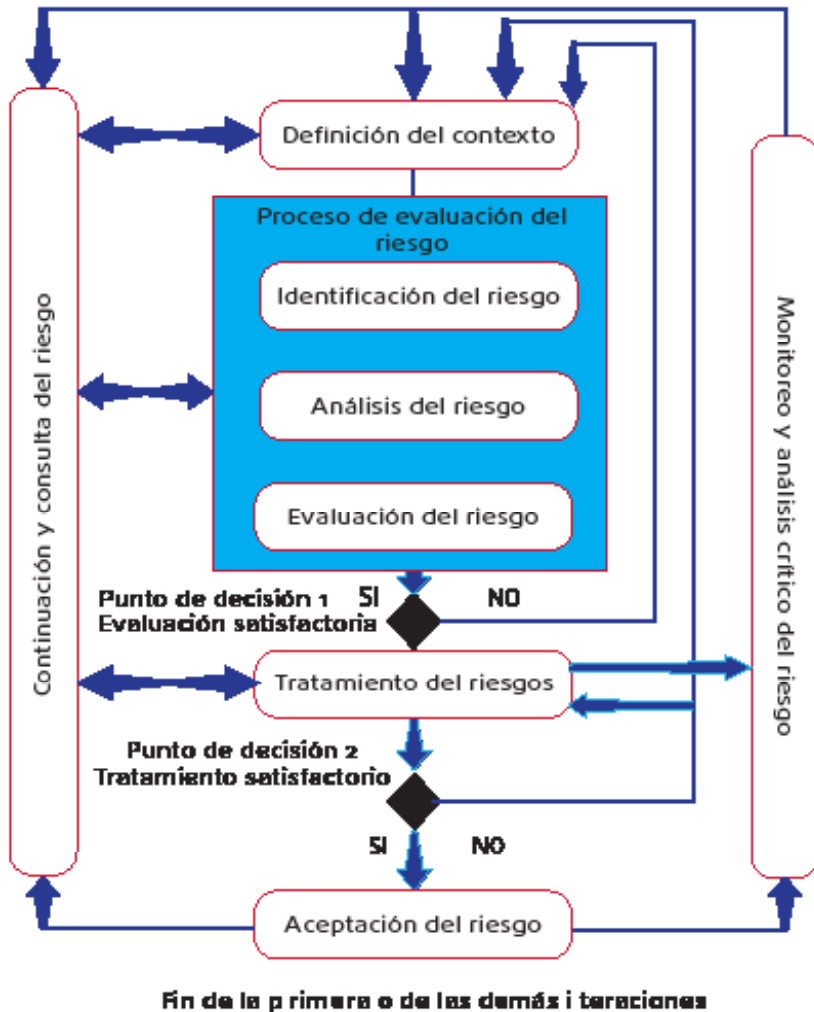 Definición del contexto
Proceso de evaluación del
riesgo
Identificación del riesgo
Análisis del riesgo
Evaluación del riesgo
Continuación y consulta del riesgo
Monitoreo y análisis crítico del riesgo
Punto de decisión 1 SI NO
Evaluación satisfactoria
Tratamiento del riesgos
Punto de decisión 2
Tratamiento satisfactorio
SI NO
Aceptación del riesgo
Fin de la primera o de las demás iteraciones